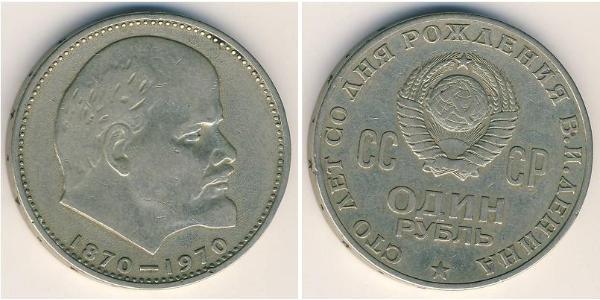 1870–1970
СТО ЛЕТ СО ДНЯ РОЖДЕНИЯ В.И.ЛЕНИНА
СС СР
ОДИН
РУБЛЬ